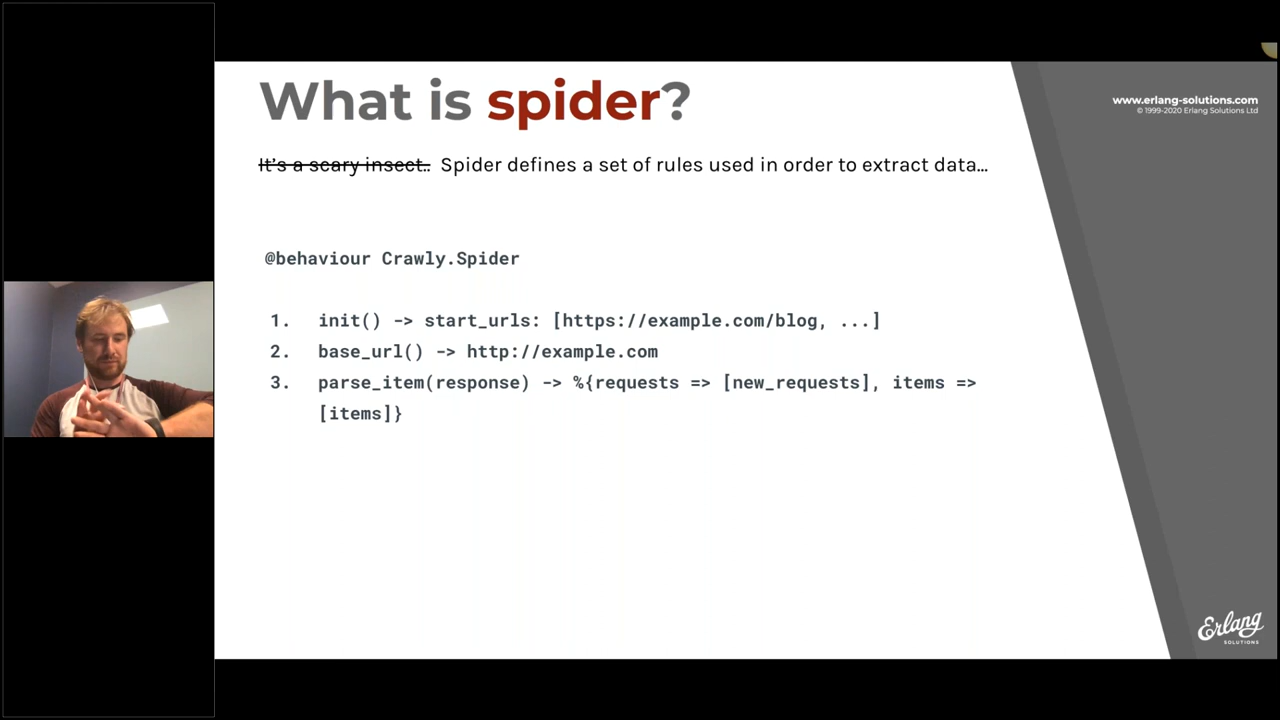 What is spider?
www.erlang-solutions.com
© 1999-2020 Erlang Solutions Ltd
It's a scary insect.. Spider defines a set of rules used in order to extract data...
@behaviour Crawly.Spider
1. init() -> start_urls: [https://example.com/blog, ...]
2. base_url() -> http://example.com
3. parse_item(response) -> %{requests => [new_requests], items =>
[items]}
Erlang
SOLUTIONS